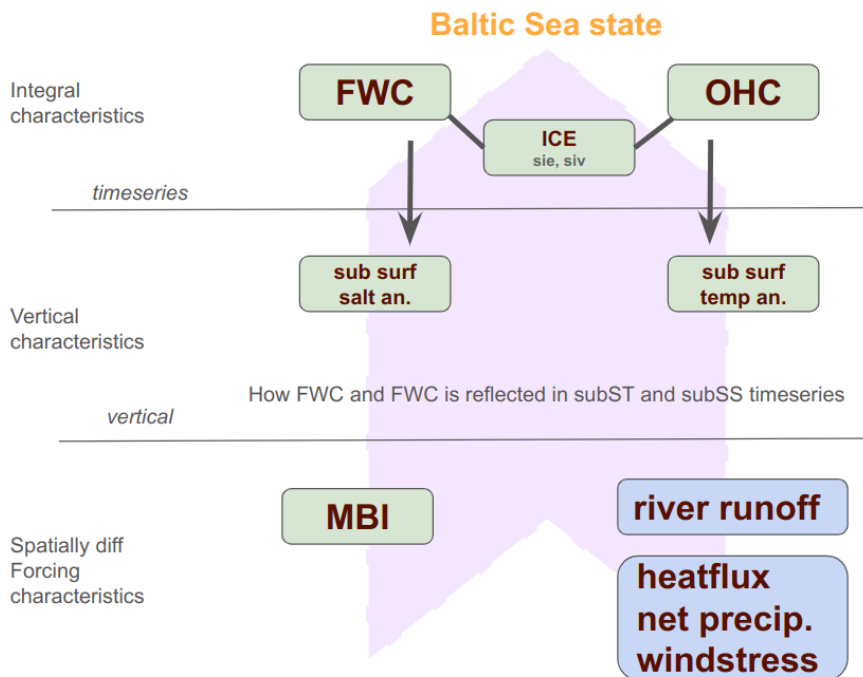 Baltic Sea state
Integral
characteristics
FWC
OHC
ICE
sie, siv
timeseries
sub surf
salt an.
sub surf
temp an.
Vertical
characteristics
How FWC and FWC is reflected in subST and subSS timeseries
vertical
MBI
river runoff
Spatially diff
Forcing
characteristics
heatflux
net precip.
windstress